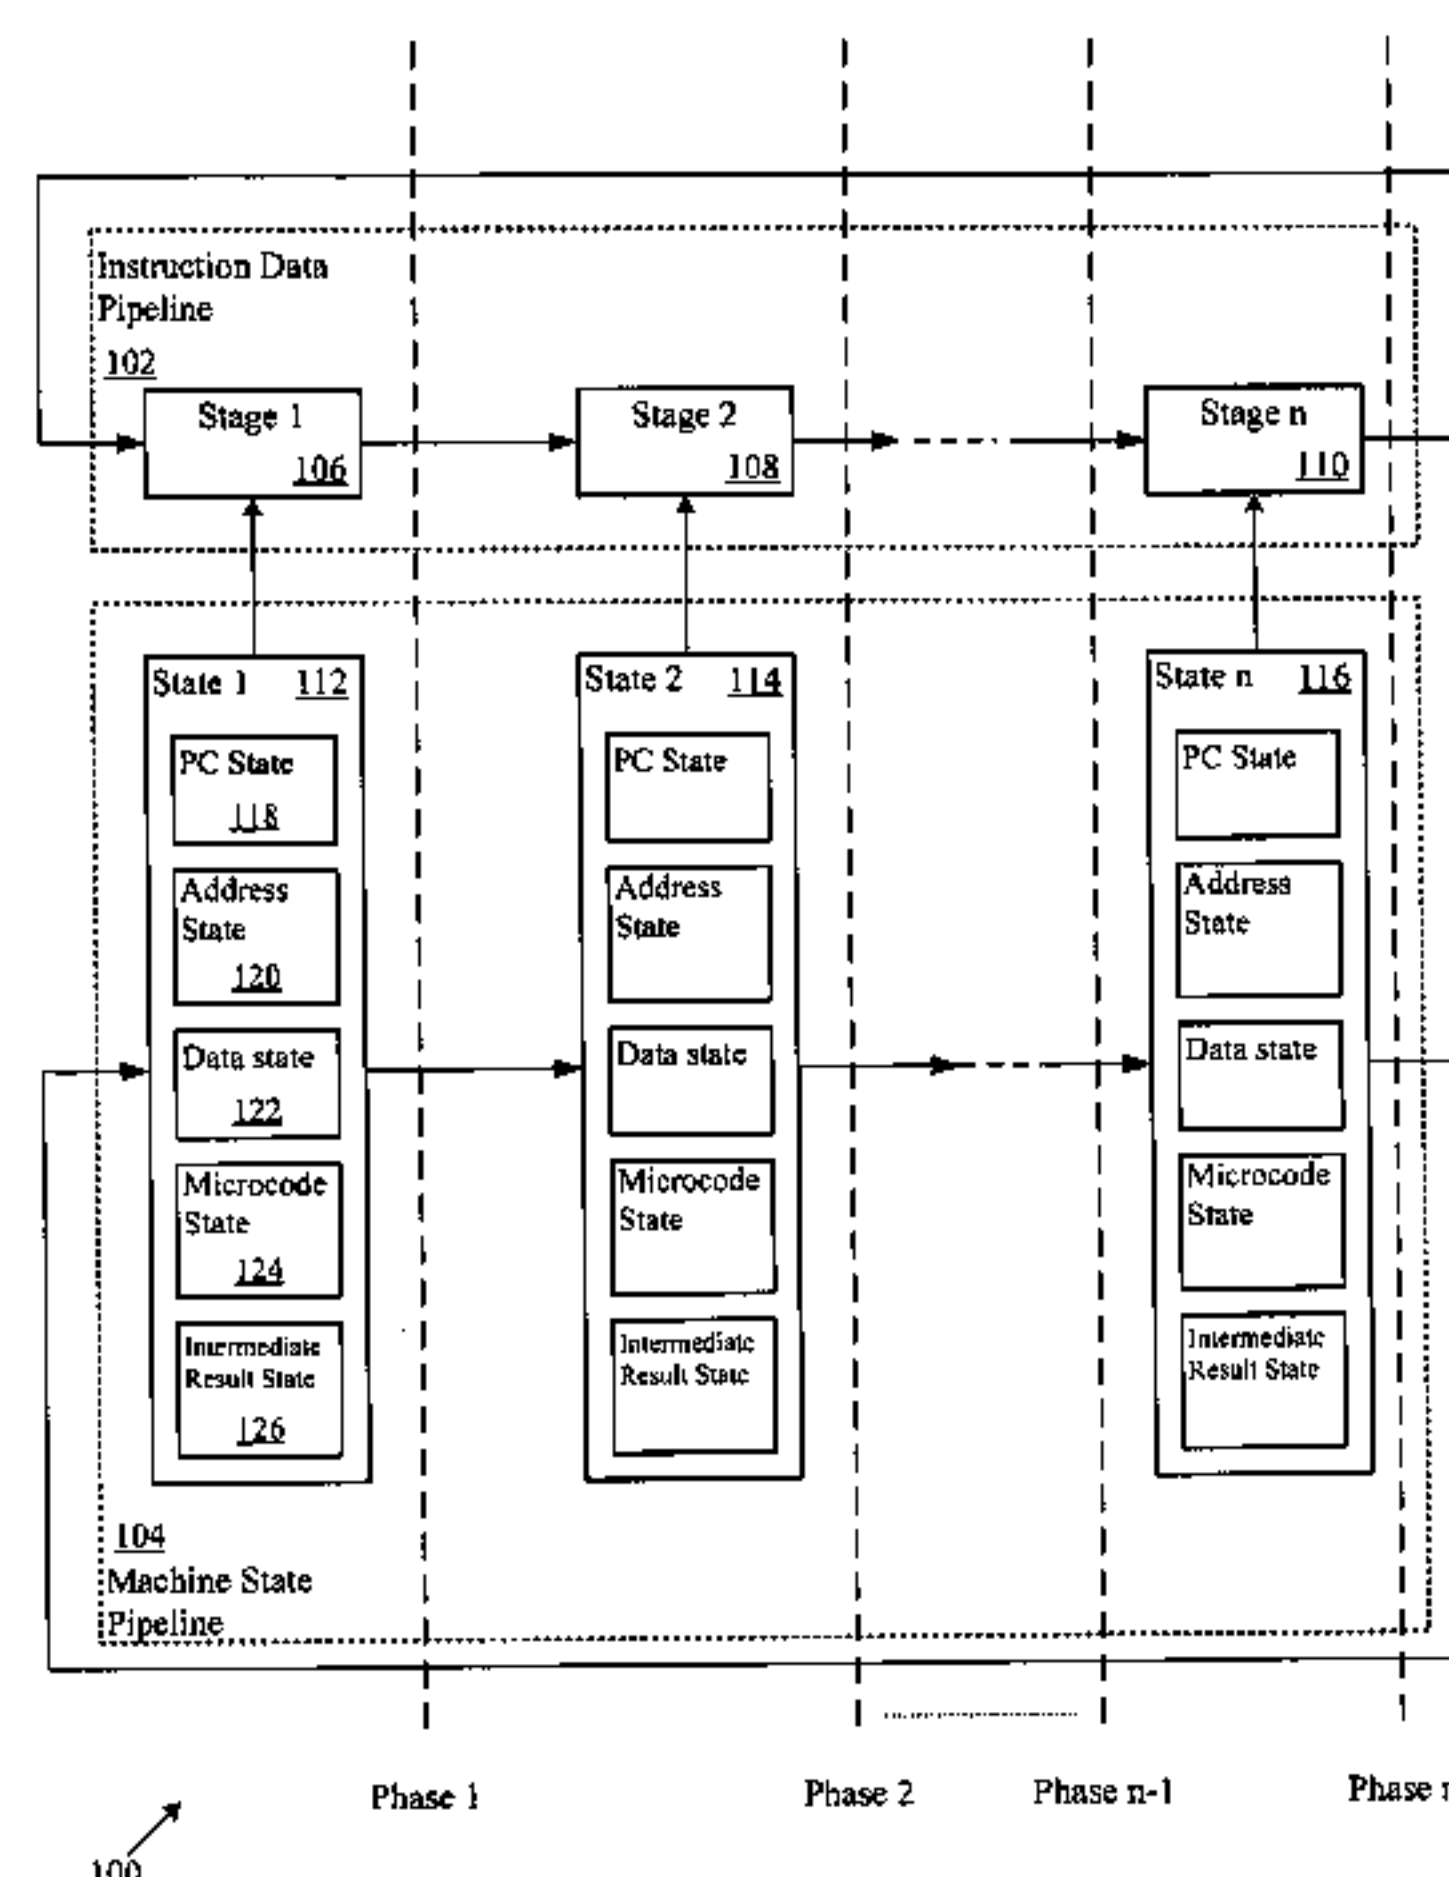 Instruction Data
Pipeline
102
Stage 1
106
Stage 2
108
Stage n
110
State 1 112
PC State
118
Address
State
120
Data state
122
Microcode
State
124
Intermediate
Result State
126
State 2 114
PC State
Address
State
Data state
Microcode
State
Intermediate
Result State
State n 116
PC State
Address
State
Data state
Microcode
State
Intermediate
Result State
104
Machine State
Pipeline
Phase 1
Phase 2
Phase n-1
Phase n
100